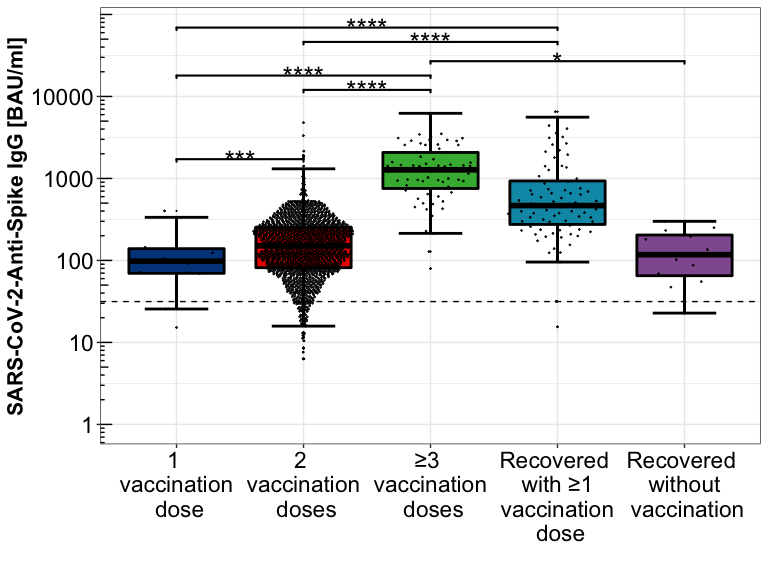 SARS-CoV-2-Anti-Spike IgG [BAU/ml]
****
****
*
****
****
***
10000
1000
100
10
1
1
vaccination
dose
2
vaccination
doses
≥3
vaccination
doses
Recovered
with ≥1
vaccination
dose
Recovered
without
vaccination